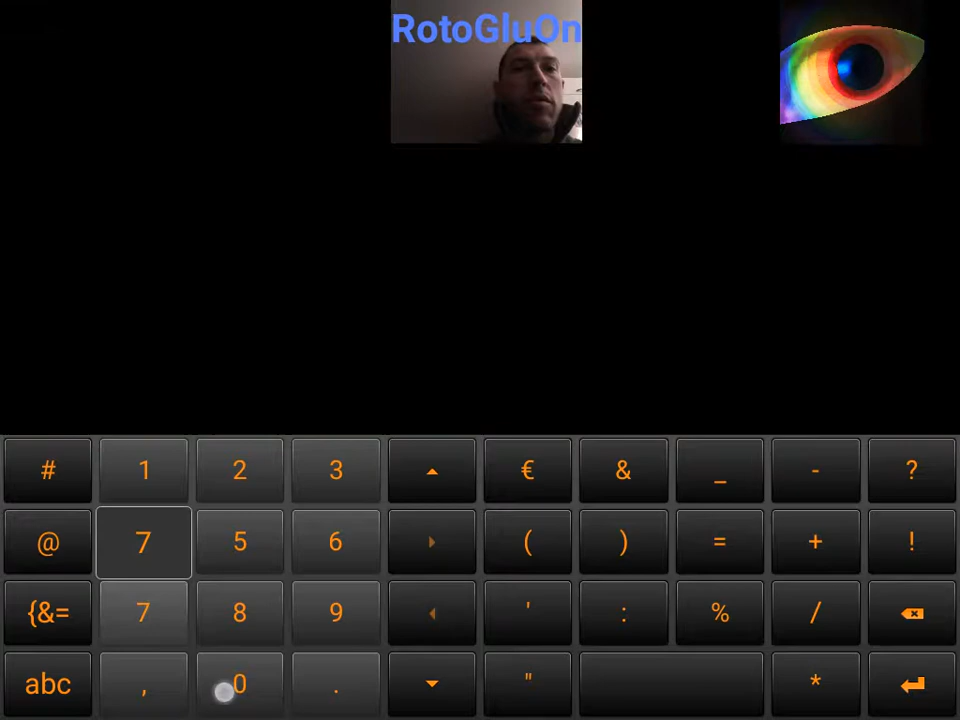 RotoGluOn
# 1 2 3 € & _ - ?
@ 7 5 6 ( ) = + !
{&= 7 8 9 ' : % /
abc , 0 . " *